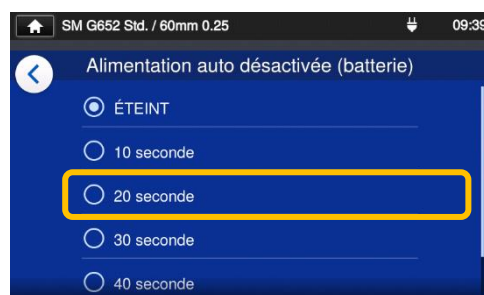 SM G652 Std. / 60mm 0.25 09:39
Alimentation auto désactivée (batterie)
ÉTEINT
10 seconde
20 seconde
30 seconde
40 seconde